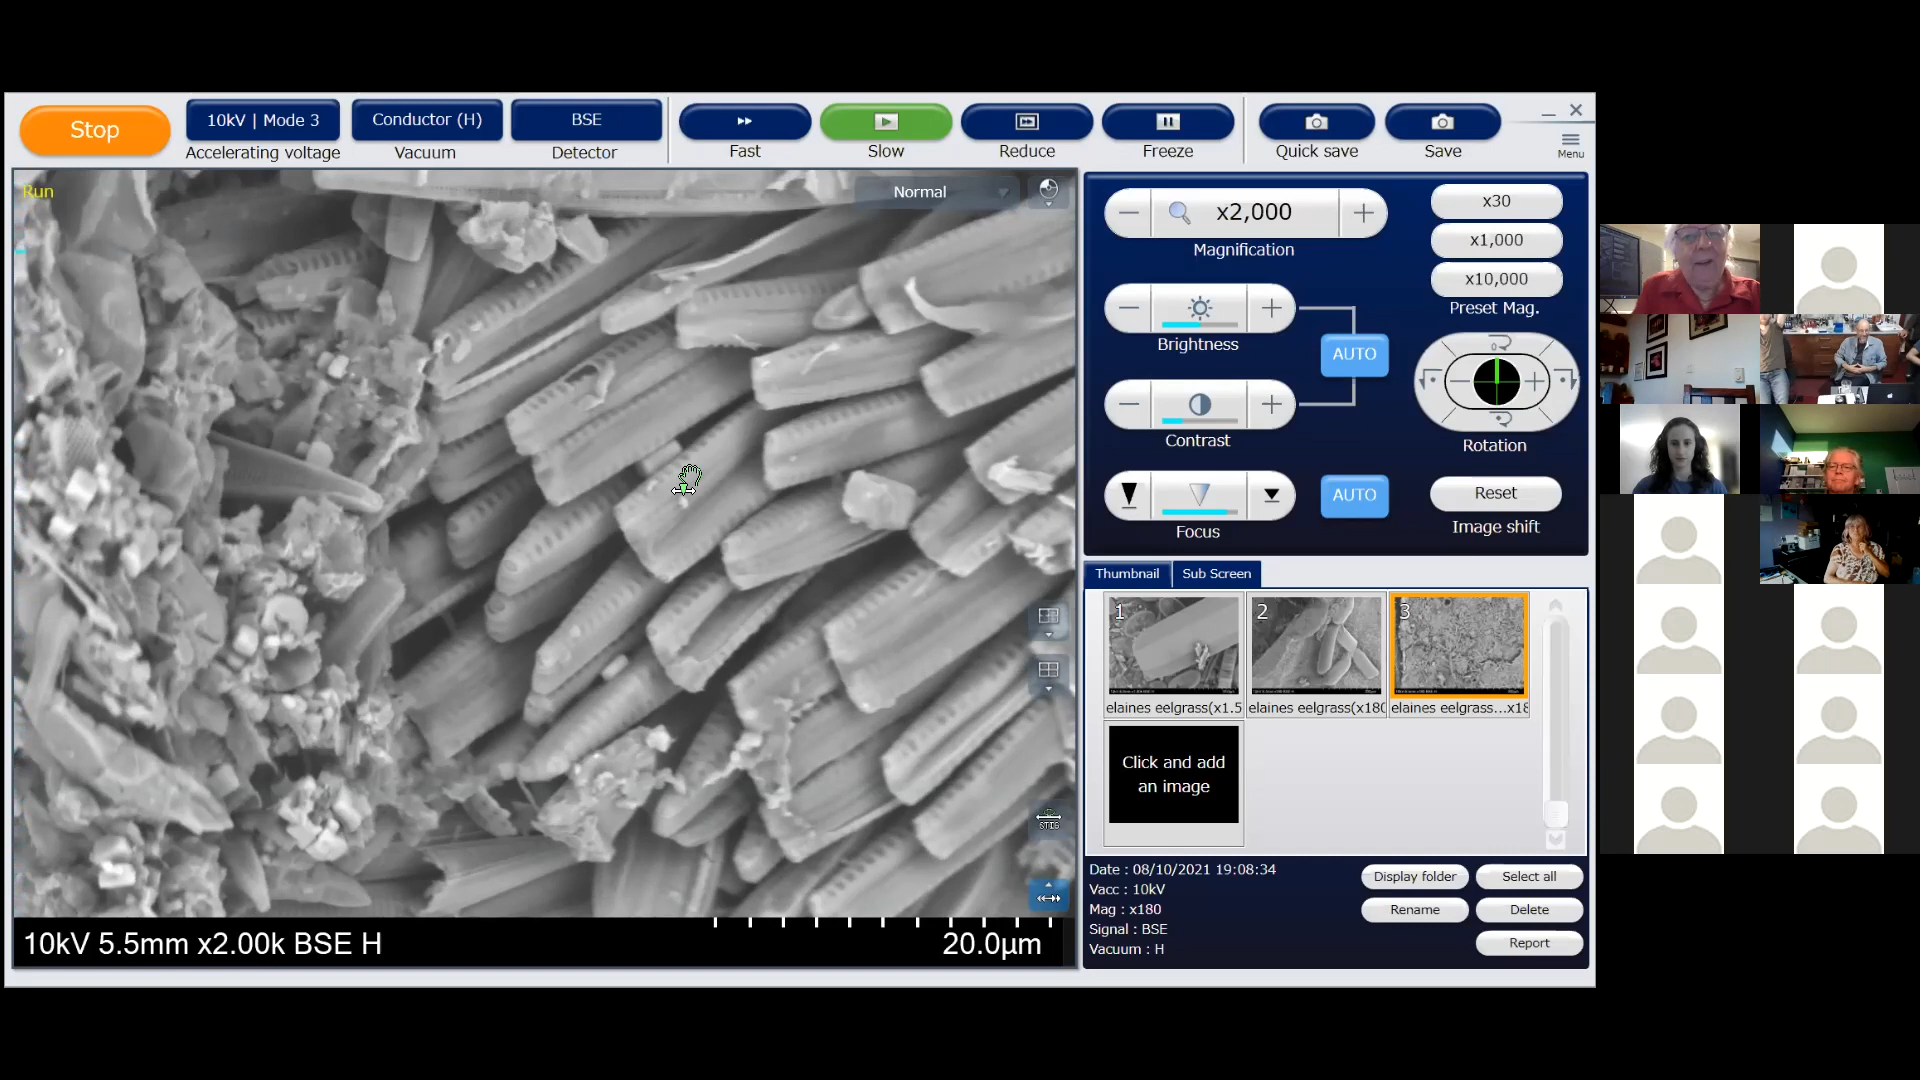 Stop
10kV | Mode 3
Accelerating voltage
Conductor (H)
Vacuum
BSE
Detector
Fast
Slow
Reduce
Freeze
Quick save
Save
Menu
Run
Normal
STIG
10kV 5.5mm x2.00k BSE H
20.0µm
x2,000
Magnification
x30
x1,000
x10,000
Preset Mag.
Brightness
AUTO
Contrast
Rotation
Focus
AUTO
Reset
Image shift
Thumbnail
Sub Screen
1
2
3
elaines eelgrass(x1.5
elaines eelgrass(x180
elaines eelgrass...x18
Click and add
an image
Date : 08/10/2021 19:08:34
Vacc : 10kV
Mag : x180
Signal : BSE
Vacuum : H
Display folder
Select all
Rename
Delete
Report